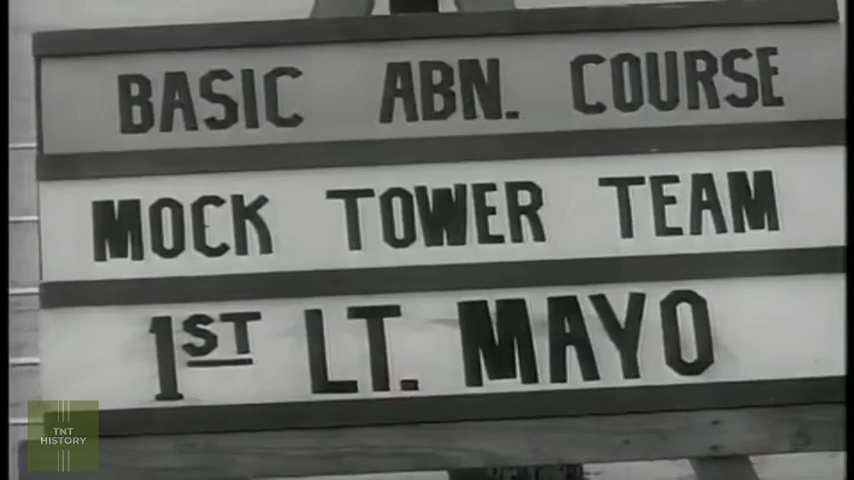 BASIC ABN. COURSE
MOCK TOWER TEAM
1ST LT. MAYO
TNT
HISTORY